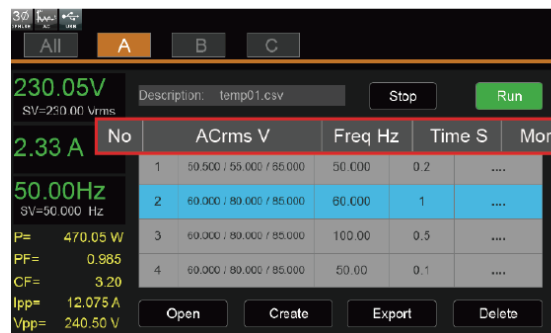 3Ø AC USB
All A B C
230.05V
SV=230.00 Vrms
Description: temp01.csv Stop Run
2.33 A
No ACrms V Freq Hz Time S Mor
1 50.500 / 55.000 / 65.000 50.000 0.2 ....
50.00Hz
SV=50.000 Hz
2 60.000 / 80.000 / 85.000 60.000 1 ....
P= 470.05 W
3 60.000 / 80.000 / 85.000 100.00 0.5 ....
PF= 0.985
4 60.000 / 80.000 / 85.000 50.00 0.1 ....
CF= 3.20
Ipp= 12.075 A
Vpp= 240.50 V
Open Create Export Delete